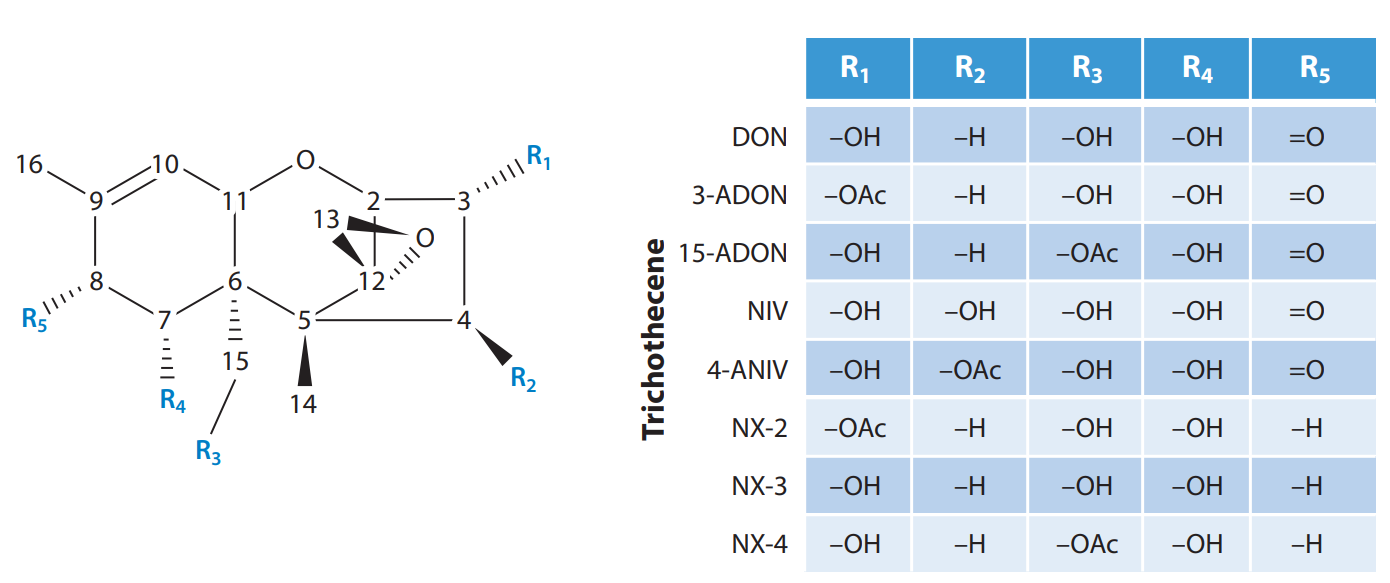 16
10
O
R₁
9
11
2
3
13
O
8
6
12
R₅
7
5
4
15
R₄
14
R₂
R₃
Trichothecene
R₁ R₂ R₃ R₄ R₅
DON –OH –H –OH –OH =O
3-ADON –OAc –H –OH –OH =O
15-ADON –OH –H –OAc –OH =O
NIV –OH –OH –OH –OH =O
4-ANIV –OH –OAc –OH –OH =O
NX-2 –OAc –H –OH –OH –H
NX-3 –OH –H –OH –OH –H
NX-4 –OH –H –OAc –OH –H